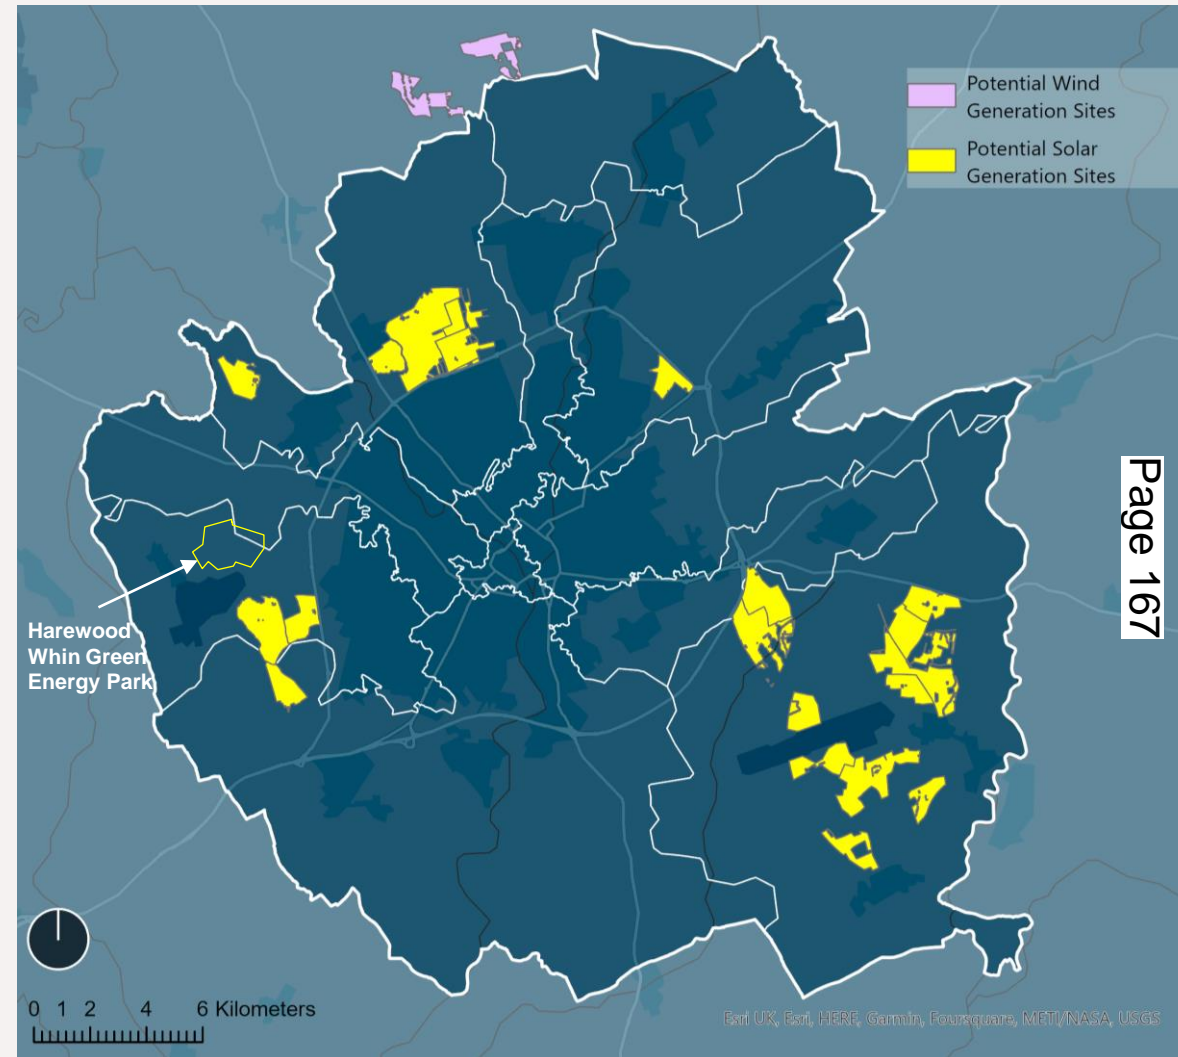 Potential Wind
Generation Sites
Potential Solar
Generation Sites
Page 167
Harewood
Whin Green
Energy Park
0 1 2 4 6 Kilometers
Esri UK, Esri, HERE, Garmin, Foursquare, METI/NASA, USGS